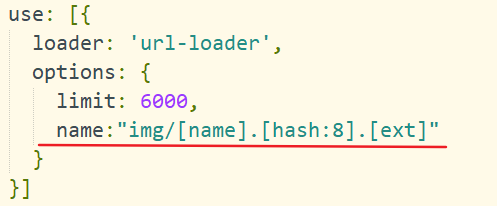 use: [{
loader: 'url-loader',
options: {
limit: 6000,
name:"img/[name].[hash:8].[ext]"
}
}]